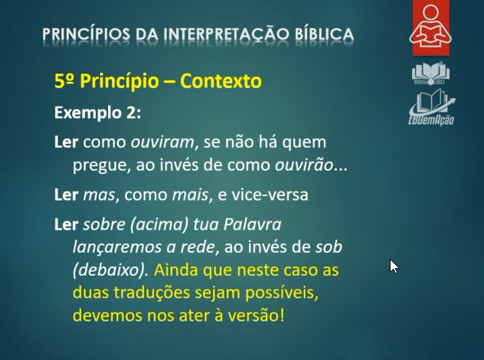 PRINCÍPIOS DA INTERPRETAÇÃO BÍBLICA
5º Princípio – Contexto
Exemplo 2:
Ler como ouviram, se não há quem
pregue, ao invés de como ouvirão...
Ler mas, como mais, e vice-versa
Ler sobre (acima) tua Palavra
lançaremos a rede, ao invés de sob
(debaixo). Ainda que neste caso as
duas traduções sejam possíveis,
devemos nos ater à versão!
EBDemAção